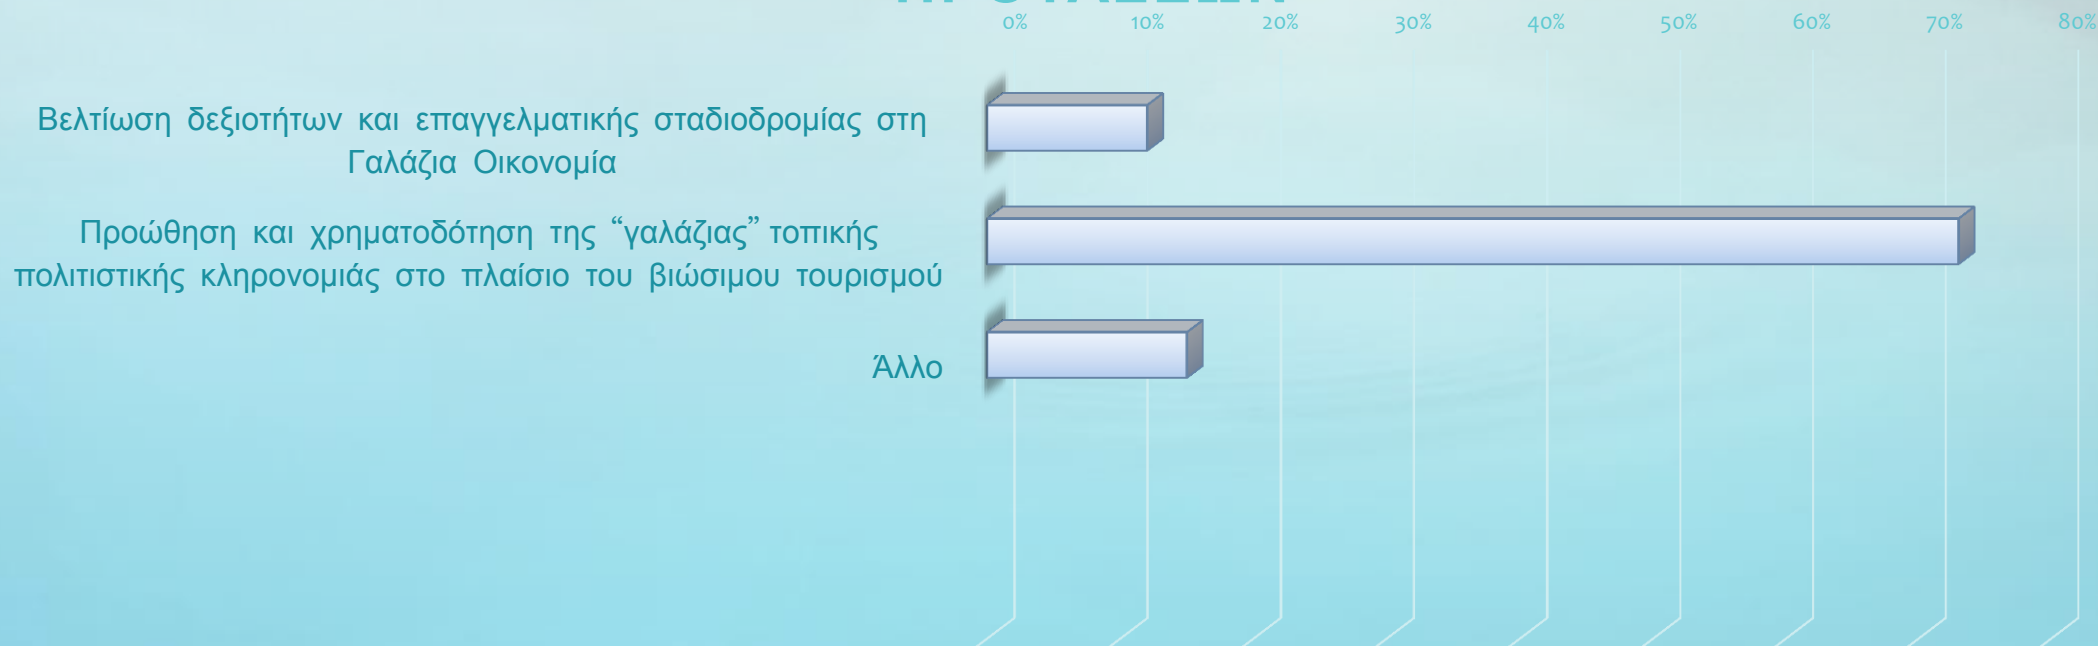 0% 10% 20% 30% 40% 50% 60% 70% 80%
Βελτίωση δεξιοτήτων και επαγγελματικής σταδιοδρομίας στη
Γαλάζια Οικονομία
Προώθηση και χρηματοδότηση της “γαλάζιας” τοπικής
πολιτιστικής κληρονομιάς στο πλαίσιο του βιώσιμου τουρισμού
Άλλο